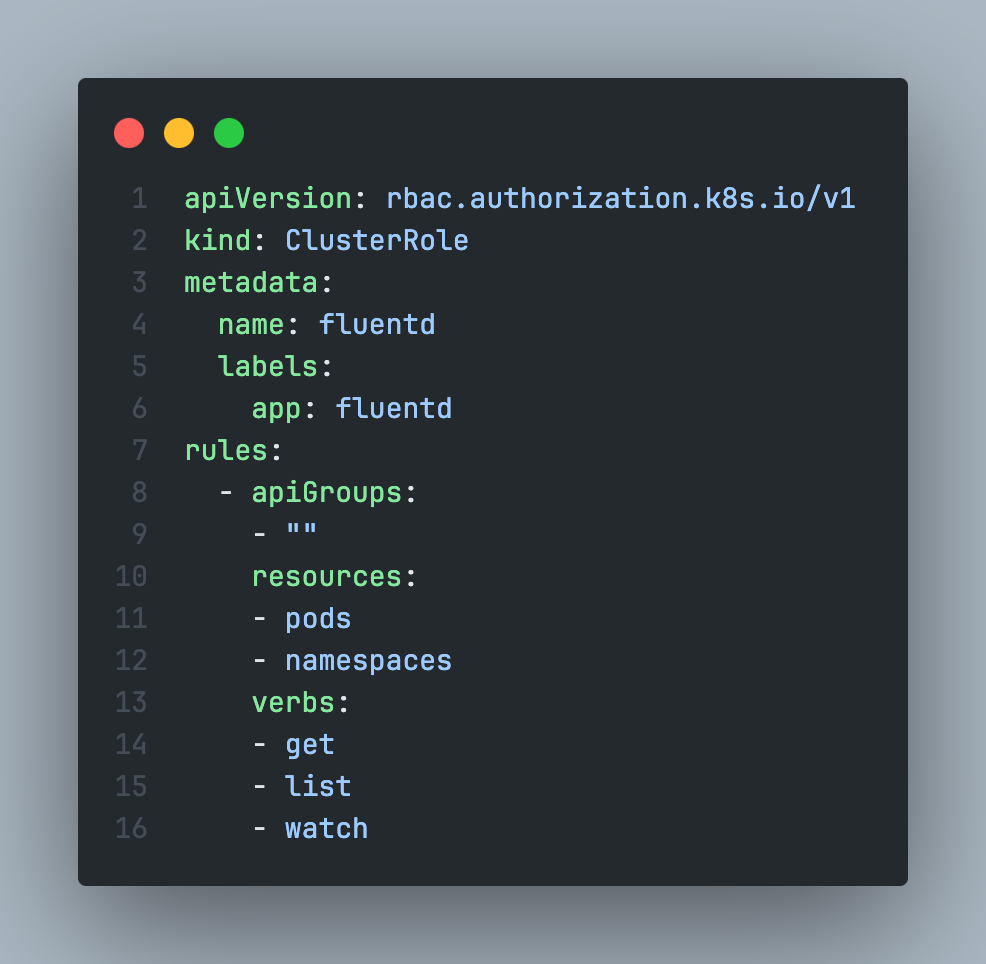 1 apiVersion: rbac.authorization.k8s.io/v1
2 kind: ClusterRole
3 metadata:
4   name: fluentd
5   labels:
6     app: fluentd
7 rules:
8   - apiGroups:
9     - ""
10     resources:
11     - pods
12     - namespaces
13     verbs:
14     - get
15     - list
16     - watch